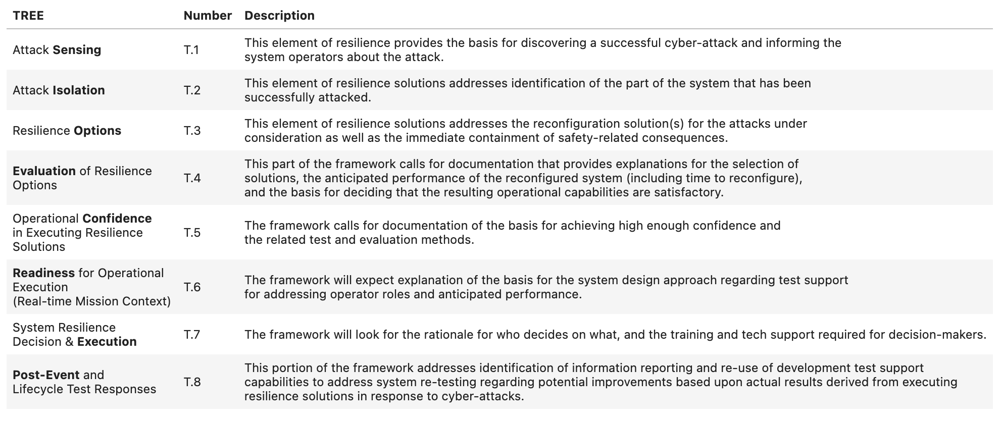 TREE Number Description
Attack Sensing T.1 This element of resilience provides the basis for discovering a successful cyber-attack and informing the
system operators about the attack.
Attack Isolation T.2 This element of resilience solutions addresses identification of the part of the system that has been
successfully attacked.
Resilience Options T.3 This element of resilience solutions addresses the reconfiguration solution(s) for the attacks under
consideration as well as the immediate containment of safety-related consequences.
Evaluation of Resilience
Options
T.4
This part of the framework calls for documentation that provides explanations for the selection of
solutions, the anticipated performance of the reconfigured system (including time to reconfigure),
and the basis for deciding that the resulting operational capabilities are satisfactory.
Operational Confidence
in Executing Resilience
Solutions
T.5
The framework calls for documentation of the basis for achieving high enough confidence and
the related test and evaluation methods.
Readiness for Operational
Execution
(Real-time Mission Context)
T.6
The framework will expect explanation of the basis for the system design approach regarding test support
for addressing operator roles and anticipated performance.
System Resilience
Decision & Execution
T.7
The framework will look for the rationale for who decides on what, and the training and tech support required for decision-makers.
Post-Event and
Lifecycle Test Responses
T.8
This portion of the framework addresses identification of information reporting and re-use of development test support
capabilities to address system re-testing regarding potential improvements based upon actual results derived from executing
resilience solutions in response to cyber-attacks.